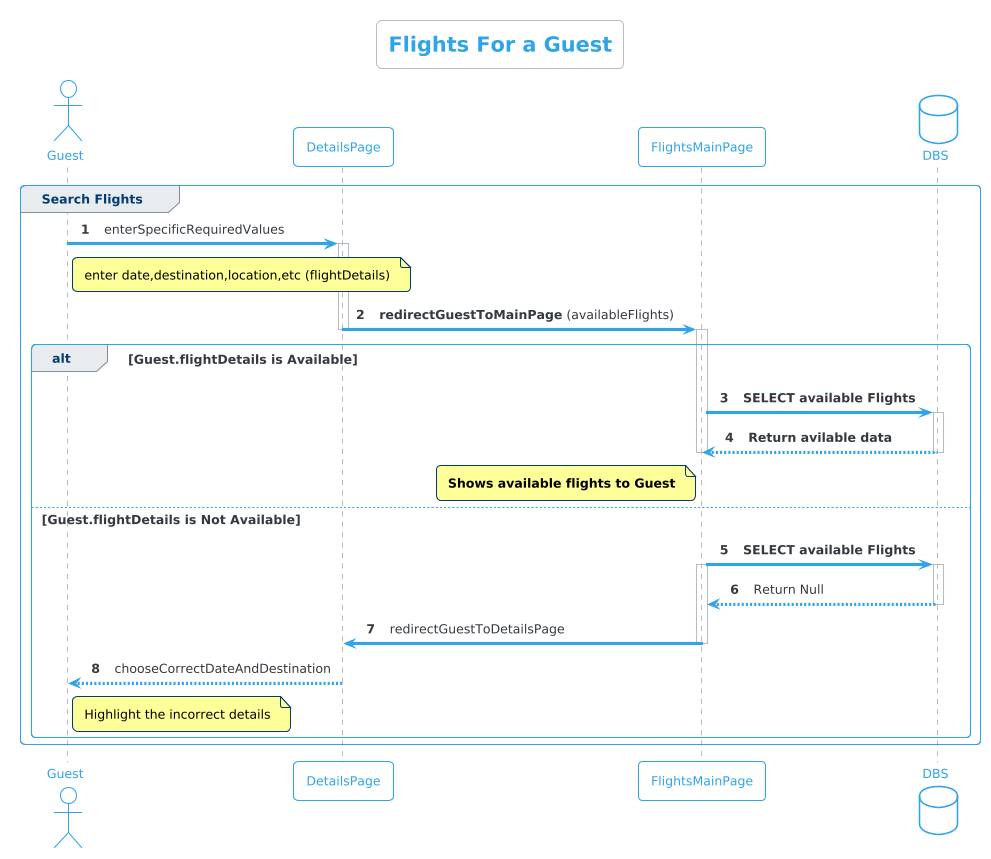 Flights For a Guest
Guest
DetailsPage
FlightsMainPage
DBS
Search Flights
1 enterSpecificRequiredValues
enter date,destination,location,etc (flightDetails)
2 redirectGuestToMainPage (availableFlights)
alt [Guest.flightDetails is Available]
3 SELECT available Flights
4 Return avilable data
Shows available flights to Guest
[Guest.flightDetails is Not Available]
5 SELECT available Flights
6 Return Null
7 redirectGuestToDetailsPage
8 chooseCorrectDateAndDestination
Highlight the incorrect details
Guest
DetailsPage
FlightsMainPage
DBS